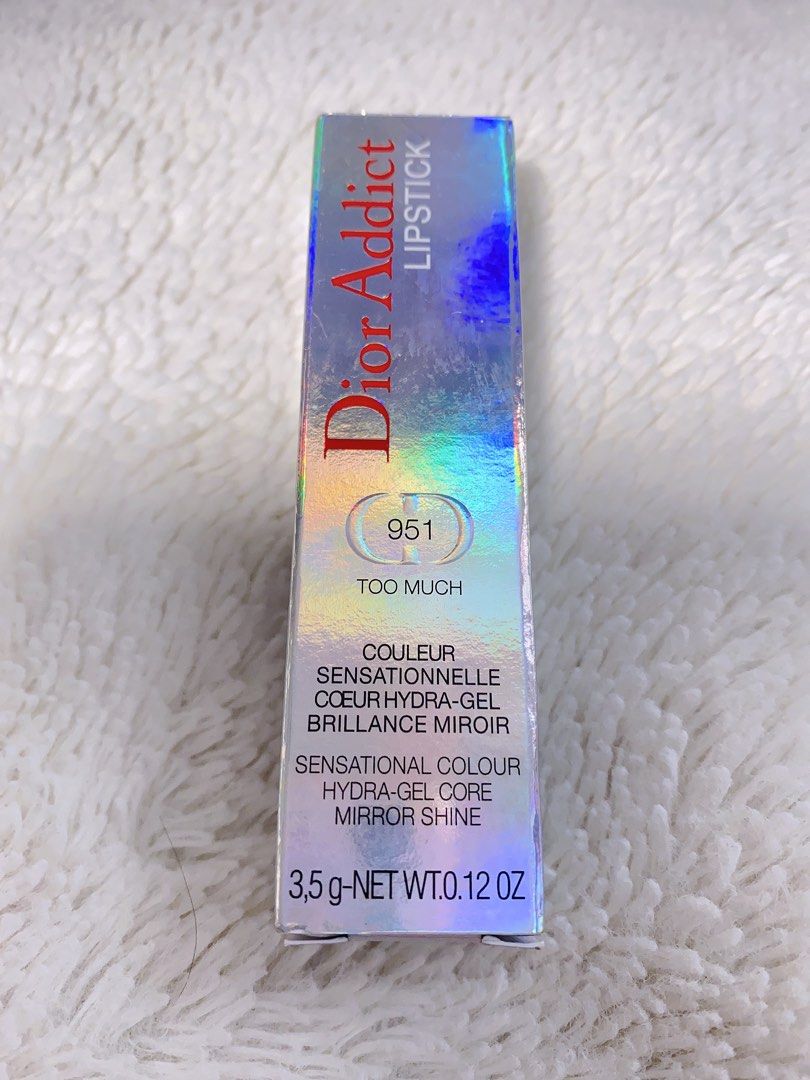 Dior Addict
LIPSTICK
951
TOO MUCH
COULEUR
SENSATIONNELLE
CŒUR HYDRA-GEL
BRILLANCE MIROIR
SENSATIONAL COLOUR
HYDRA-GEL CORE
MIRROR SHINE
3,5 g-NET WT.0.12 OZ